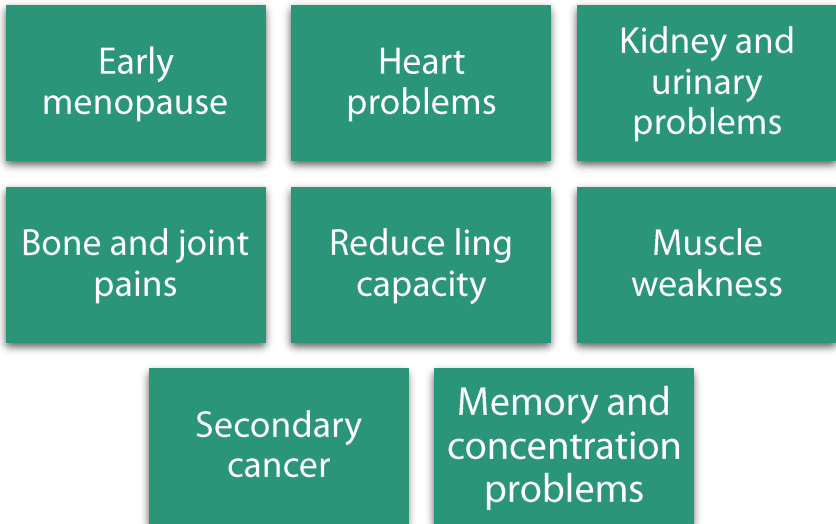 Early
menopause
Heart
problems
Kidney and
urinary
problems
Bone and joint
pains
Reduce ling
capacity
Muscle
weakness
Secondary
cancer
Memory and
concentration
problems